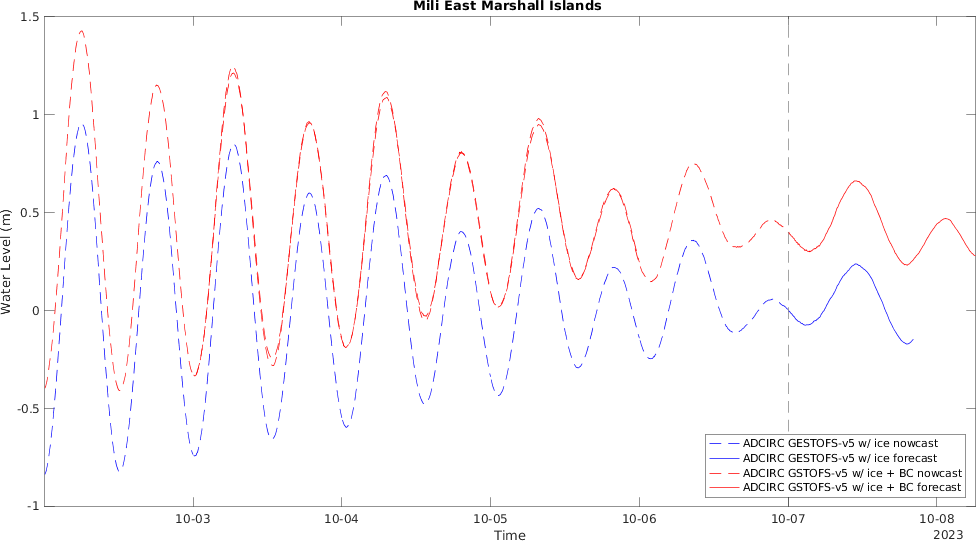 Mili East Marshall Islands
Water Level (m)
1.5
1
0.5
0
-0.5
-1
10-03
10-04
10-05
10-06
10-07
10-08
Time
2023
ADCIRC GESTOFS-v5 w/ ice nowcast
ADCIRC GESTOFS-v5 w/ ice forecast
ADCIRC GSTOFS-v5 w/ ice + BC nowcast
ADCIRC GSTOFS-v5 w/ ice + BC forecast